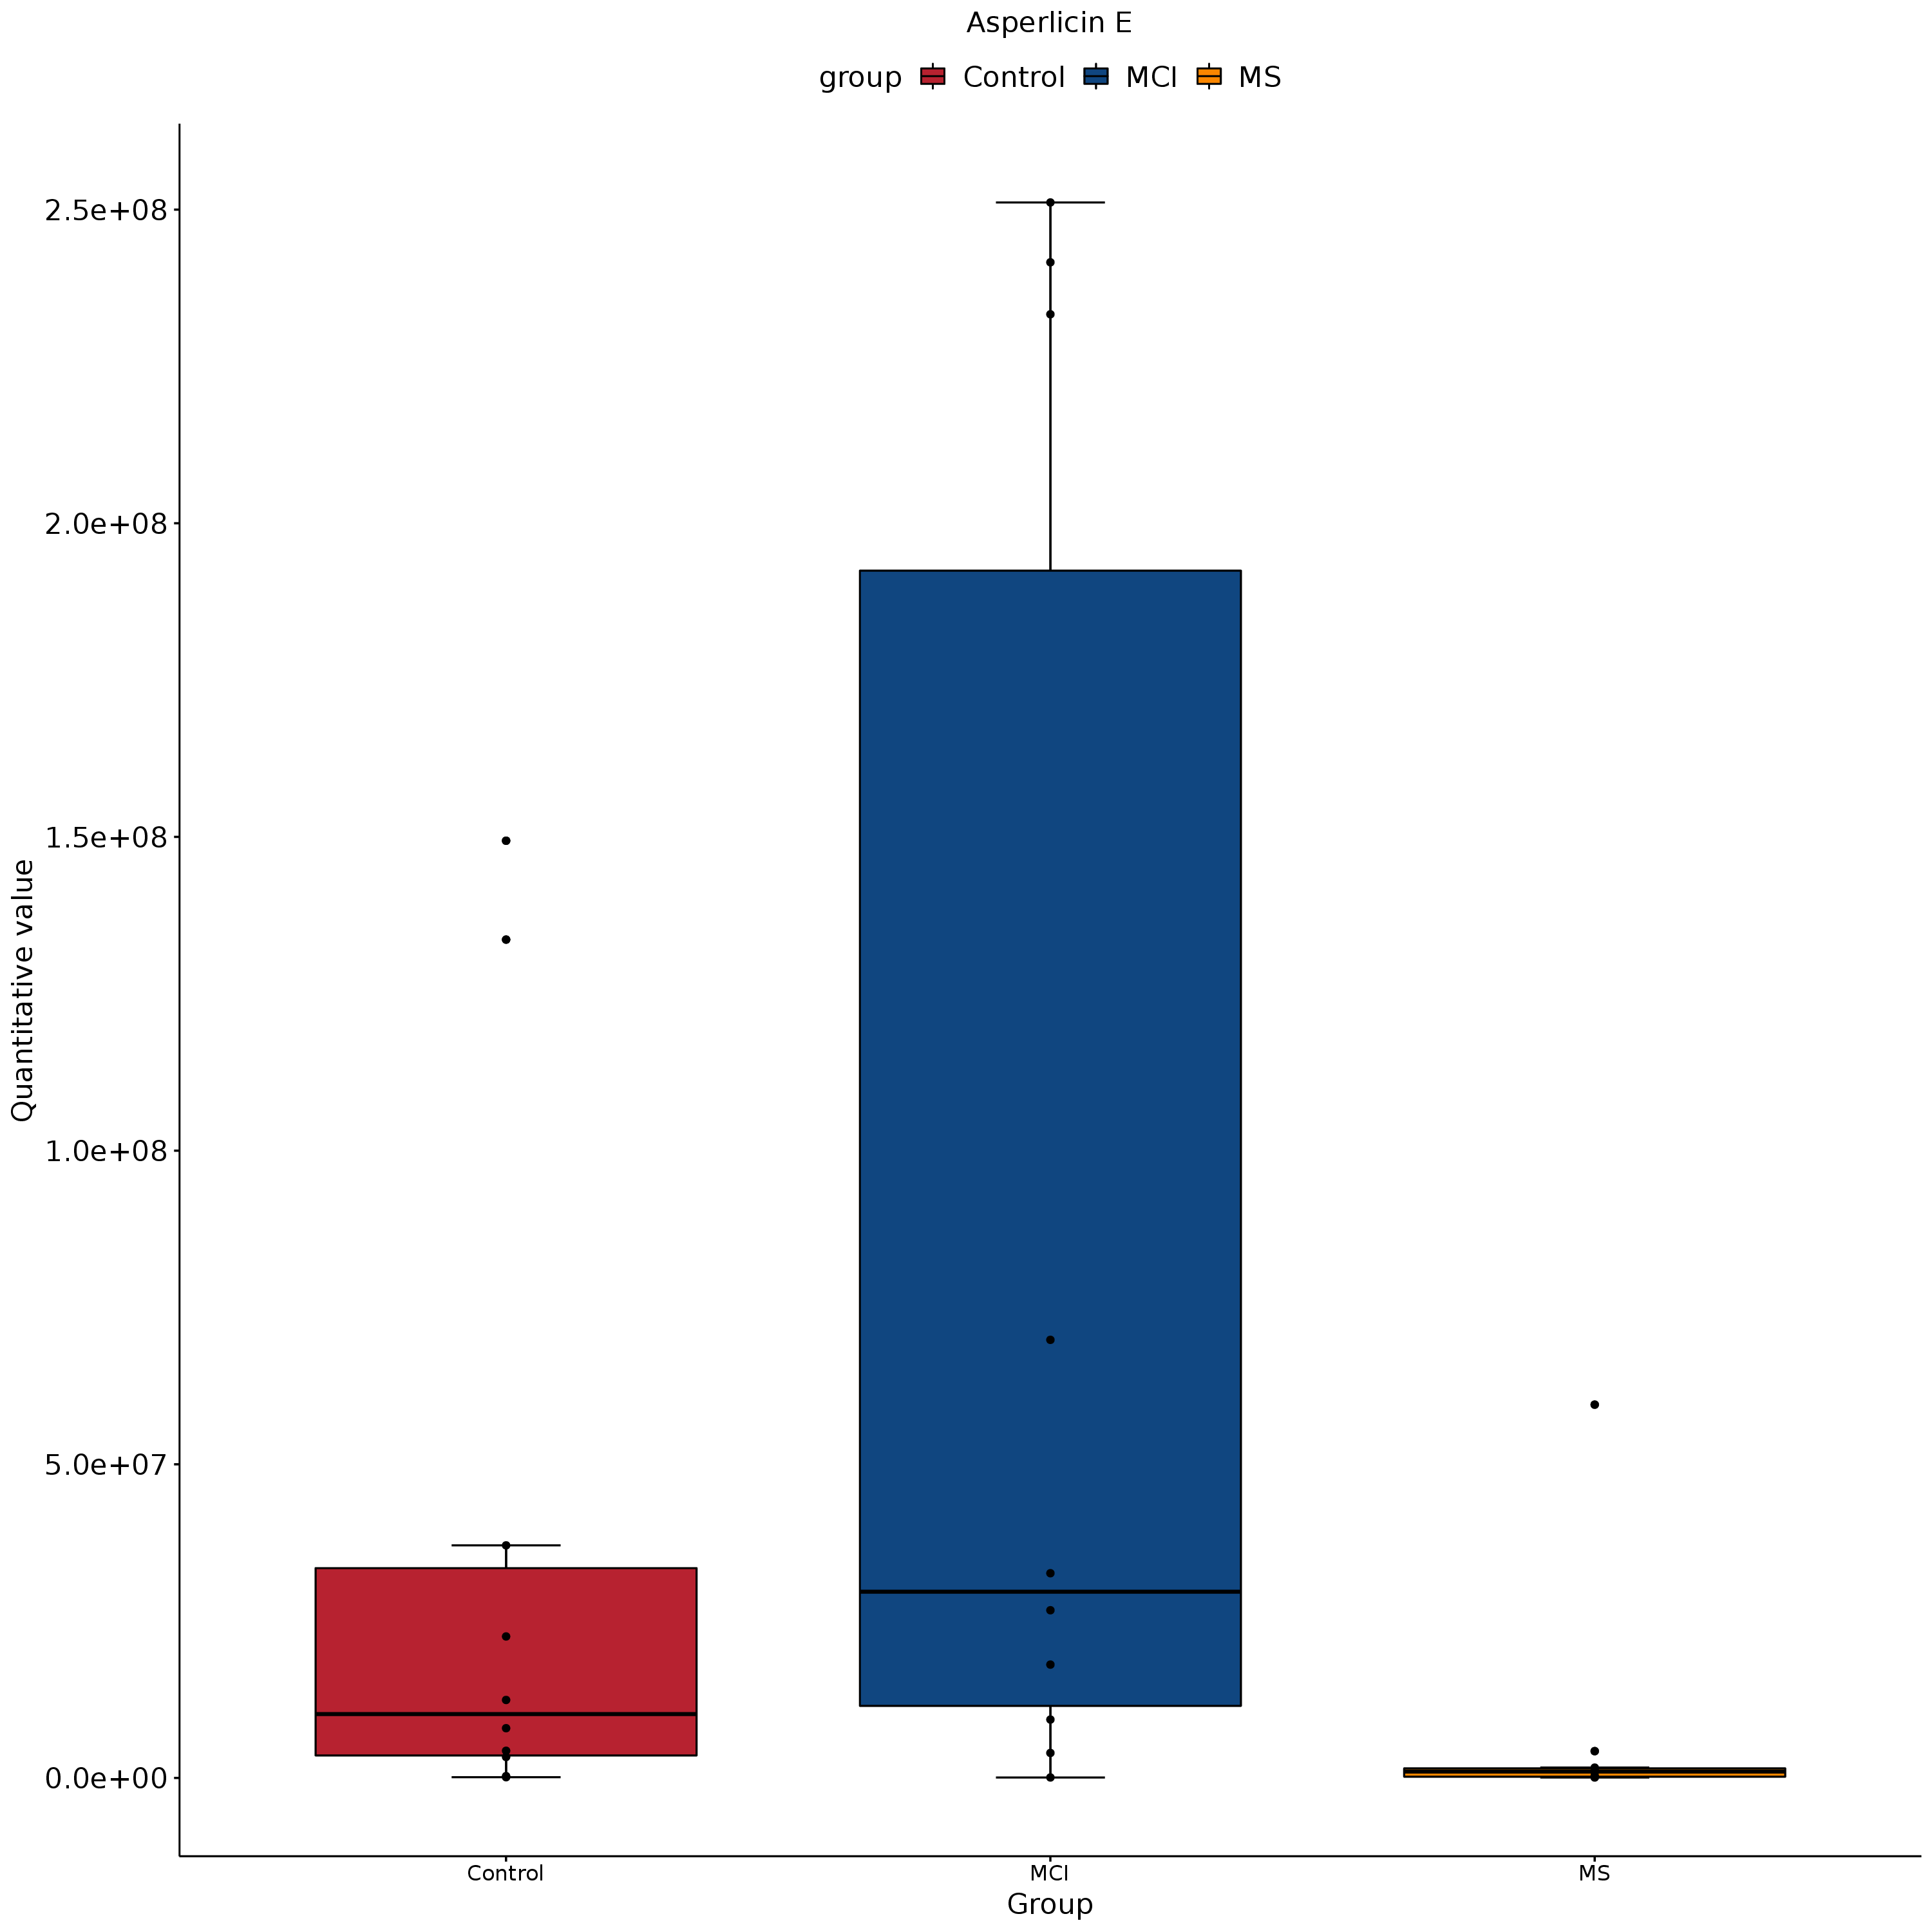 Asperlicin E
group Control MCI MS
2.5e+08
2.0e+08
1.5e+08
1.0e+08
5.0e+07
0.0e+00
Quantitative value
Control MCI MS
Group